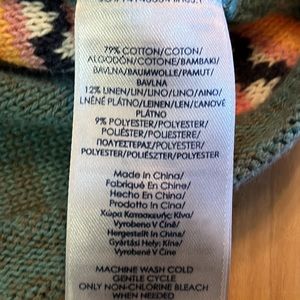 79% COTTON/COTON/
ALGODÓN/COTONE/BAMBAKI/
BAVLNA/BAUMWOLLE/PAMUT/
BAVLNA
12% LINEN/LIN/LINO/LINO/AINO/
LNĚNÉ PLÁTNO/LEINEN/LEN/ĽANOVÉ
PLÁTNO
9% POLYESTER/POLYESTER/
POLIÉSTER/POLIESTERE/
ΠΟΛΥΕΣΤΕΡΑΣ/POLYESTER/
POLYESTER/POLIÉSZTER/POLYESTER
Made In China/
Fabriqué En Chine/
Hecho En China/
Prodotto In Cina/
Χώρα Κατασκευής: Κίνα/
Vyrobeno V Číně/
Hergestellt In China/
Gyártási Hely: Kína/
Vyrobené V Číne
MACHINE WASH COLD
GENTLE CYCLE
ONLY NON-CHLORINE BLEACH
WHEN NEEDED